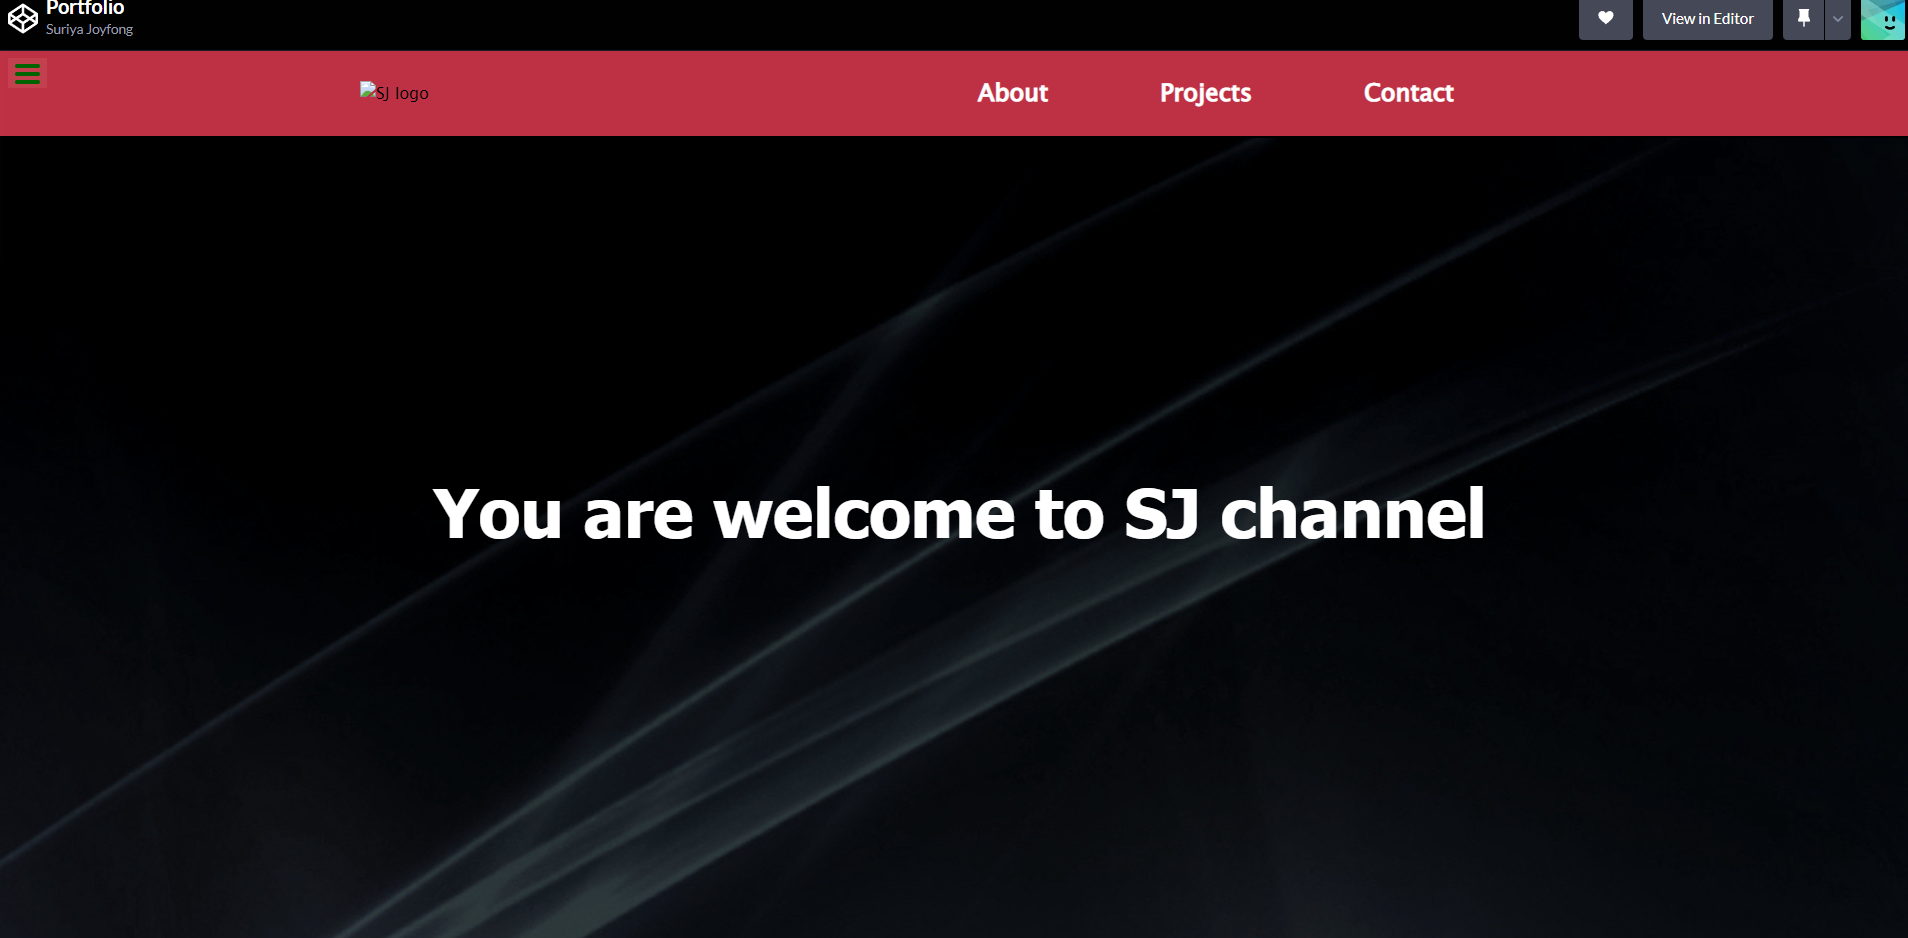 Portfolio
Suriya Joyfong
View in Editor
SJ logo
About Projects Contact
You are welcome to SJ channel